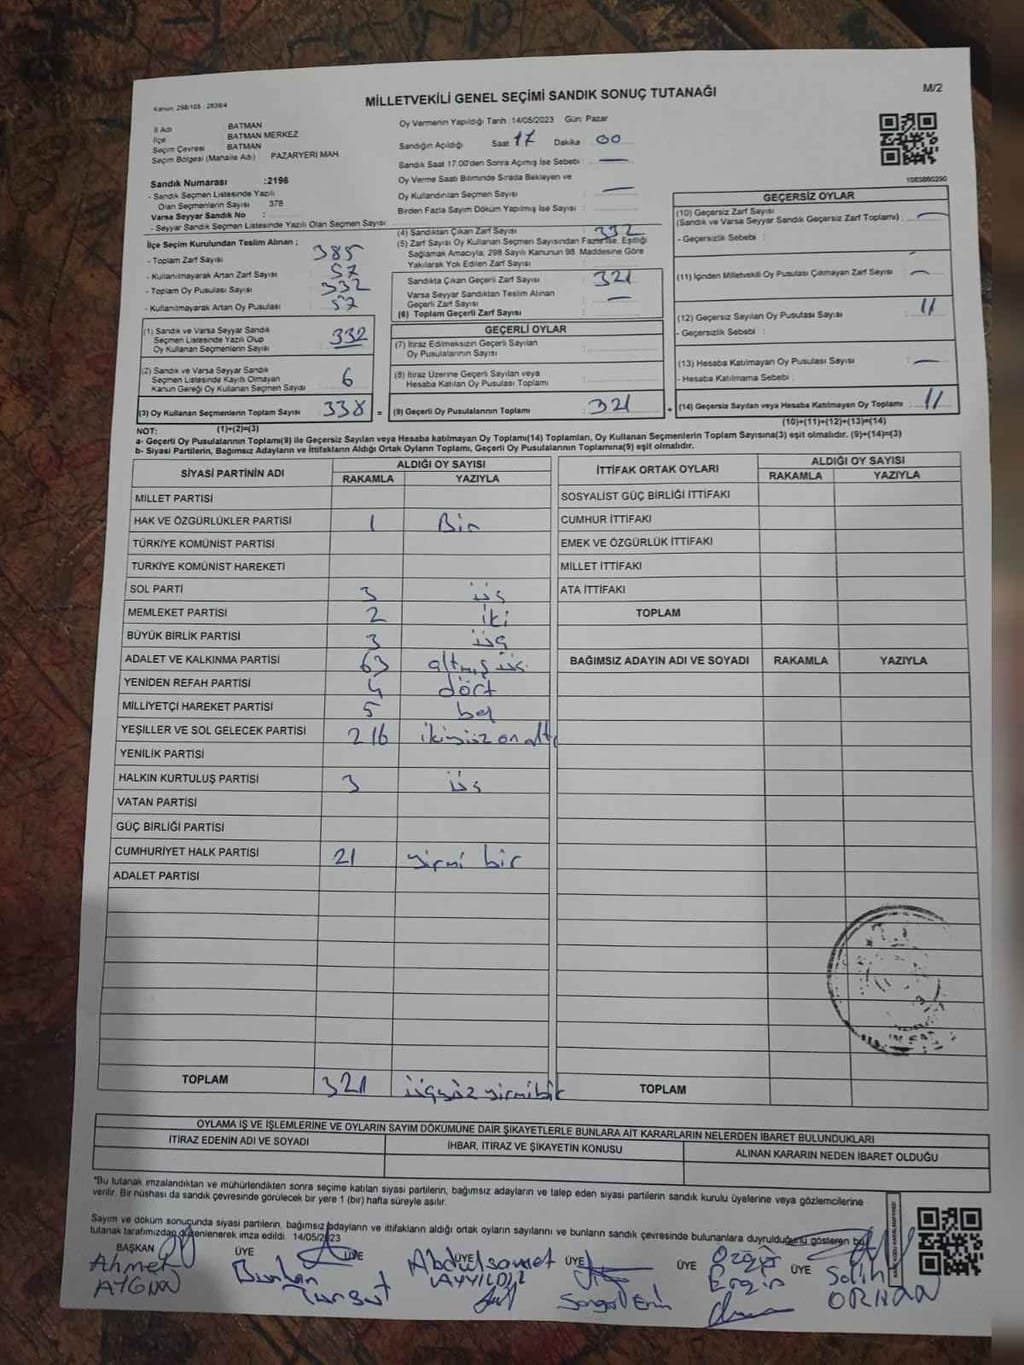 Kanun: 298/105 ; 2839/4
MİLLETVEKİLİ GENEL SEÇİMİ SANDIK SONUÇ TUTANAĞI
M/2
İl Adı BATMAN
İlçe BATMAN MERKEZ
Seçim Çevresi BATMAN
Seçim Bölgesi (Mahalle Adı) PAZARYERİ MAH.
Oy Vermenin Yapıldığı Tarih 14/05/2023 Gün: Pazar
Sandığın Açıldığı Saat 17 Dakika 00
Sandık Saat 17:00'den Sonra Açılmış İse Sebebi : —
Oy Verme Saati Bitiminde Sırada Bekleyen ve
Oy Kullandırılan Seçmen Sayısı : —
Birden Fazla Sayım Döküm Yapılmış İse Sayısı :
Sandık Numarası :2196
- Sandık Seçmen Listesinde Yazılı
Olan Seçmenlerin Sayısı 378
Varsa Seyyar Sandık No :
- Seyyar Sandık Seçmen Listesinde Yazılı Olan Seçmen Sayısı
İlçe Seçim Kurulundan Teslim Alınan ;
- Toplam Zarf Sayısı : 385
- Kullanılmayarak Artan Zarf Sayısı : 57
- Toplam Oy Pusulası Sayısı : 332
- Kullanılmayarak Artan Oy Pusulası : 57
(1) Sandık ve Varsa Seyyar Sandık
Seçmen Listesinde Yazılı Olup
Oy Kullanan Seçmenlerin Sayısı 332
(2) Sandık ve Varsa Seyyar Sandık
Seçmen Listesinde Kayıtlı Olmayan
Kanun Gereği Oy Kullanan Seçmen Sayısı 6
(3) Oy Kullanan Seçmenlerin Toplam Sayısı 338 =
(4) Sandıktan Çıkan Zarf Sayısı : 332
(5) Zarf Sayısı Oy Kullanan Seçmen Sayısından Fazla ise, Eşitliği
Sağlamak Amacıyla, 298 Sayılı Kanunun 98. Maddesine Göre
Yakılarak Yok Edilen Zarf Sayısı :
Sandıkta Çıkan Geçerli Zarf Sayısı : 321
Varsa Seyyar Sandıktan Teslim Alınan
Geçerli Zarf Sayısı : —
(6) Toplam Geçerli Zarf Sayısı :
GEÇERLİ OYLAR
(7) İtiraz Edilmeksizin Geçerli Sayılan
Oy Pusulalarının Sayısı :
(8) İtiraz Üzerine Geçerli Sayılan veya
Hesaba Katılan Oy Pusulası Toplamı :
(9) Geçerli Oy Pusulalarının Toplamı : 321 +
1083860290
GEÇERSİZ OYLAR
(10) Geçersiz Zarf Sayısı
(Sandık ve Varsa Seyyar Sandık Geçersiz Zarf Toplamı) : —
- Geçersizlik Sebebi :
(11) İçinden Milletvekili Oy Pusulası Çıkmayan Zarf Sayısı : —
(12) Geçersiz Sayılan Oy Pusulası Sayısı : 11
- Geçersizlik Sebebi :
(13) Hesaba Katılmayan Oy Pusulası Sayısı : —
- Hesaba Katılmama Sebebi :
(14) Geçersiz Sayılan veya Hesaba Katılmayan Oy Toplamı : 11
NOT: (1)+(2)=(3)
(10)+(11)+(12)+(13)=(14)
a- Geçerli Oy Pusulalarının Toplamı(9) ile Geçersiz Sayılan veya Hesaba katılmayan Oy Toplamı(14) Toplamları, Oy Kullanan Seçmenlerin Toplam Sayısına(3) eşit olmalıdır. (9)+(14)=(3)
b- Siyasi Partilerin, Bağımsız Adayların ve İttifakların Aldığı Ortak Oyların Toplamı, Geçerli Oy Pusulalarının Toplamına(9) eşit olmalıdır.
SİYASİ PARTİNİN ADI ALDIĞI OY SAYISI
RAKAMLA YAZIYLA
MİLLET PARTİSİ
HAK VE ÖZGÜRLÜKLER PARTİSİ 1 Bir
TÜRKİYE KOMÜNİST PARTİSİ
TÜRKİYE KOMÜNİST HAREKETİ
SOL PARTİ 3 üç
MEMLEKET PARTİSİ 2 iki
BÜYÜK BİRLİK PARTİSİ 3 üç
ADALET VE KALKINMA PARTİSİ 63 altmış üç
YENİDEN REFAH PARTİSİ 4 dört
MİLLİYETÇİ HAREKET PARTİSİ 5 beş
YEŞİLLER VE SOL GELECEK PARTİSİ 216 ikiyüz on altı
YENİLİK PARTİSİ
HALKIN KURTULUŞ PARTİSİ 3 üç
VATAN PARTİSİ
GÜÇ BİRLİĞİ PARTİSİ
CUMHURİYET HALK PARTİSİ 21 yirmi bir
ADALET PARTİSİ
TOPLAM 321 üçyüz yirmibir
İTTİFAK ORTAK OYLARI ALDIĞI OY SAYISI
RAKAMLA YAZIYLA
SOSYALİST GÜÇ BİRLİĞİ İTTİFAKI
CUMHUR İTTİFAKI
EMEK VE ÖZGÜRLÜK İTTİFAKI
MİLLET İTTİFAKI
ATA İTTİFAKI
TOPLAM
BAĞIMSIZ ADAYIN ADI VE SOYADI RAKAMLA YAZIYLA
TOPLAM
OYLAMA İŞ VE İŞLEMLERİNE VE OYLARIN SAYIM DÖKÜMÜNE DAİR ŞİKAYETLERLE BUNLARA AİT KARARLARIN NELERDEN İBARET BULUNDUKLARI
İTİRAZ EDENİN ADI VE SOYADI İHBAR, İTİRAZ VE ŞİKAYETİN KONUSU ALINAN KARARIN NEDEN İBARET OLDUĞU
*Bu tutanak imzalandıktan ve mühürlendikten sonra seçime katılan siyasi partilerin, bağımsız adayların ve talep eden siyasi partilerin sandık kurulu üyelerine veya gözlemcilerine
verilir. Bir nüshası da sandık çevresinde görülecek bir yere 1 (bir) hafta süreyle asılır.
Sayım ve döküm sonucunda siyasi partilerin, bağımsız adayların ve ittifakların aldığı ortak oyların sayılarını ve bunların sandık çevresinde bulunanlara duyrulduğunu gösteren bu
tutanak tarafımızdan düzenlenerek imza edildi. 14/05/2023
BAŞKAN ÜYE ÜYE ÜYE ÜYE ÜYE ÜYE
Ahmet AYGÜN
Burhan Turgut
Abdülsamet AYYILDIZ
Songül Erin
Özgür Ergin
Salih ORHAN